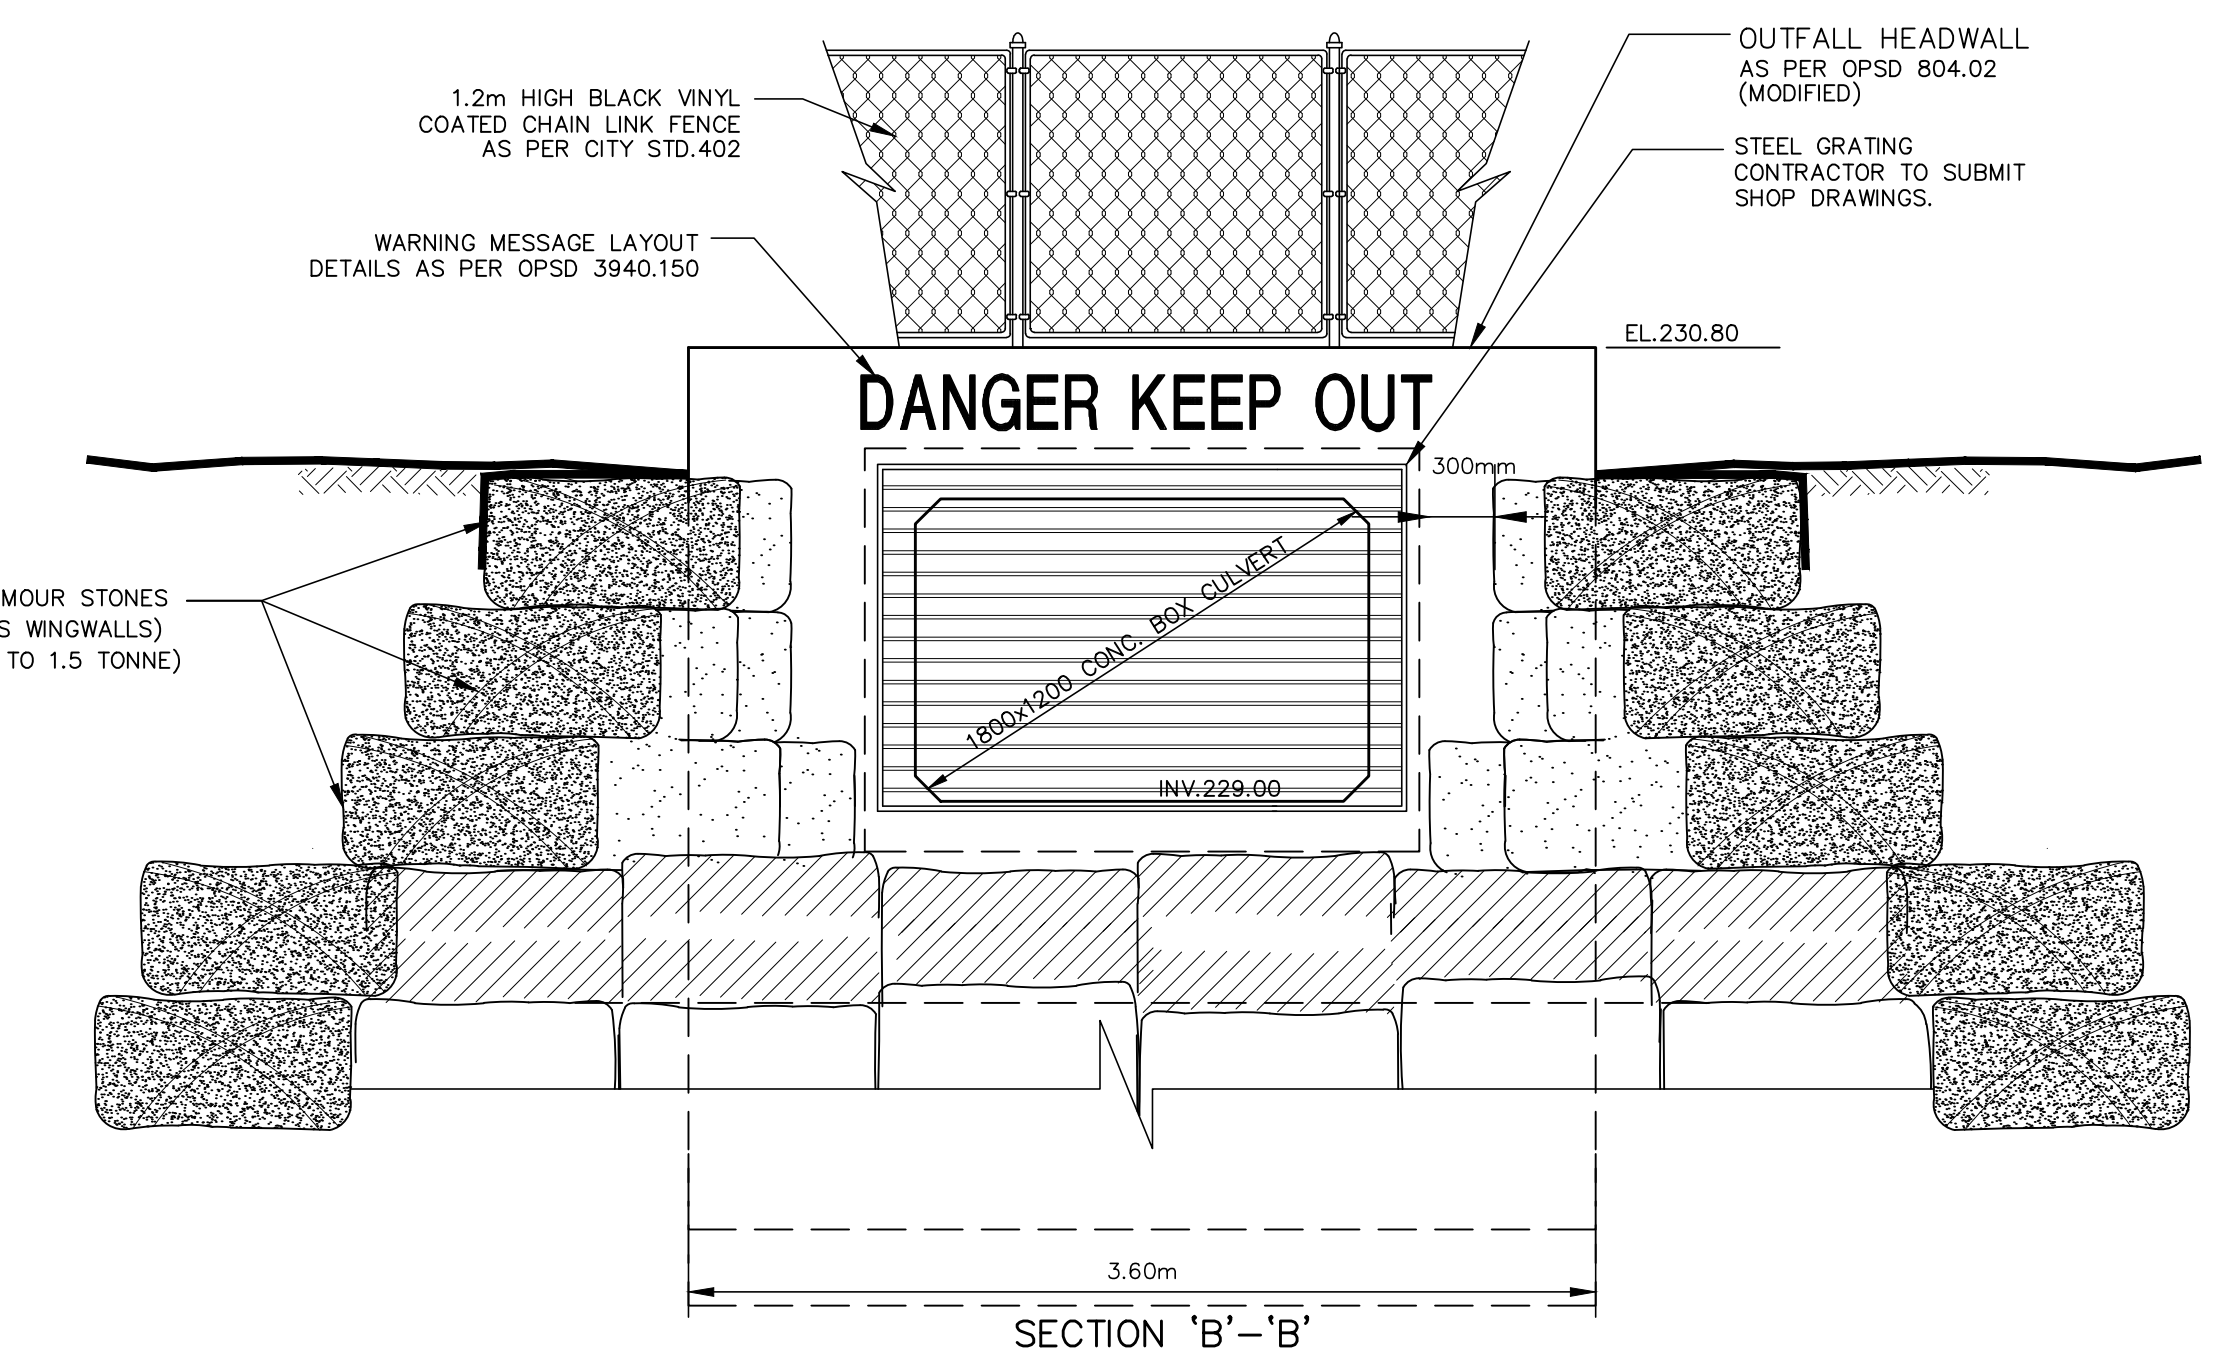 OUTFALL HEADWALL
AS PER OPSD 804.02
(MODIFIED)
1.2m HIGH BLACK VINYL
COATED CHAIN LINK FENCE
AS PER CITY STD.402
STEEL GRATING
CONTRACTOR TO SUBMIT
SHOP DRAWINGS.
WARNING MESSAGE LAYOUT
DETAILS AS PER OPSD 3940.150
EL.230.80
DANGER KEEP OUT
300mm
MOUR STONES
S WINGWALLS)
TO 1.5 TONNE)
1800x1200 CONC. BOX CULVERT
INV.229.00
3.60m
SECTION 'B'-'B'